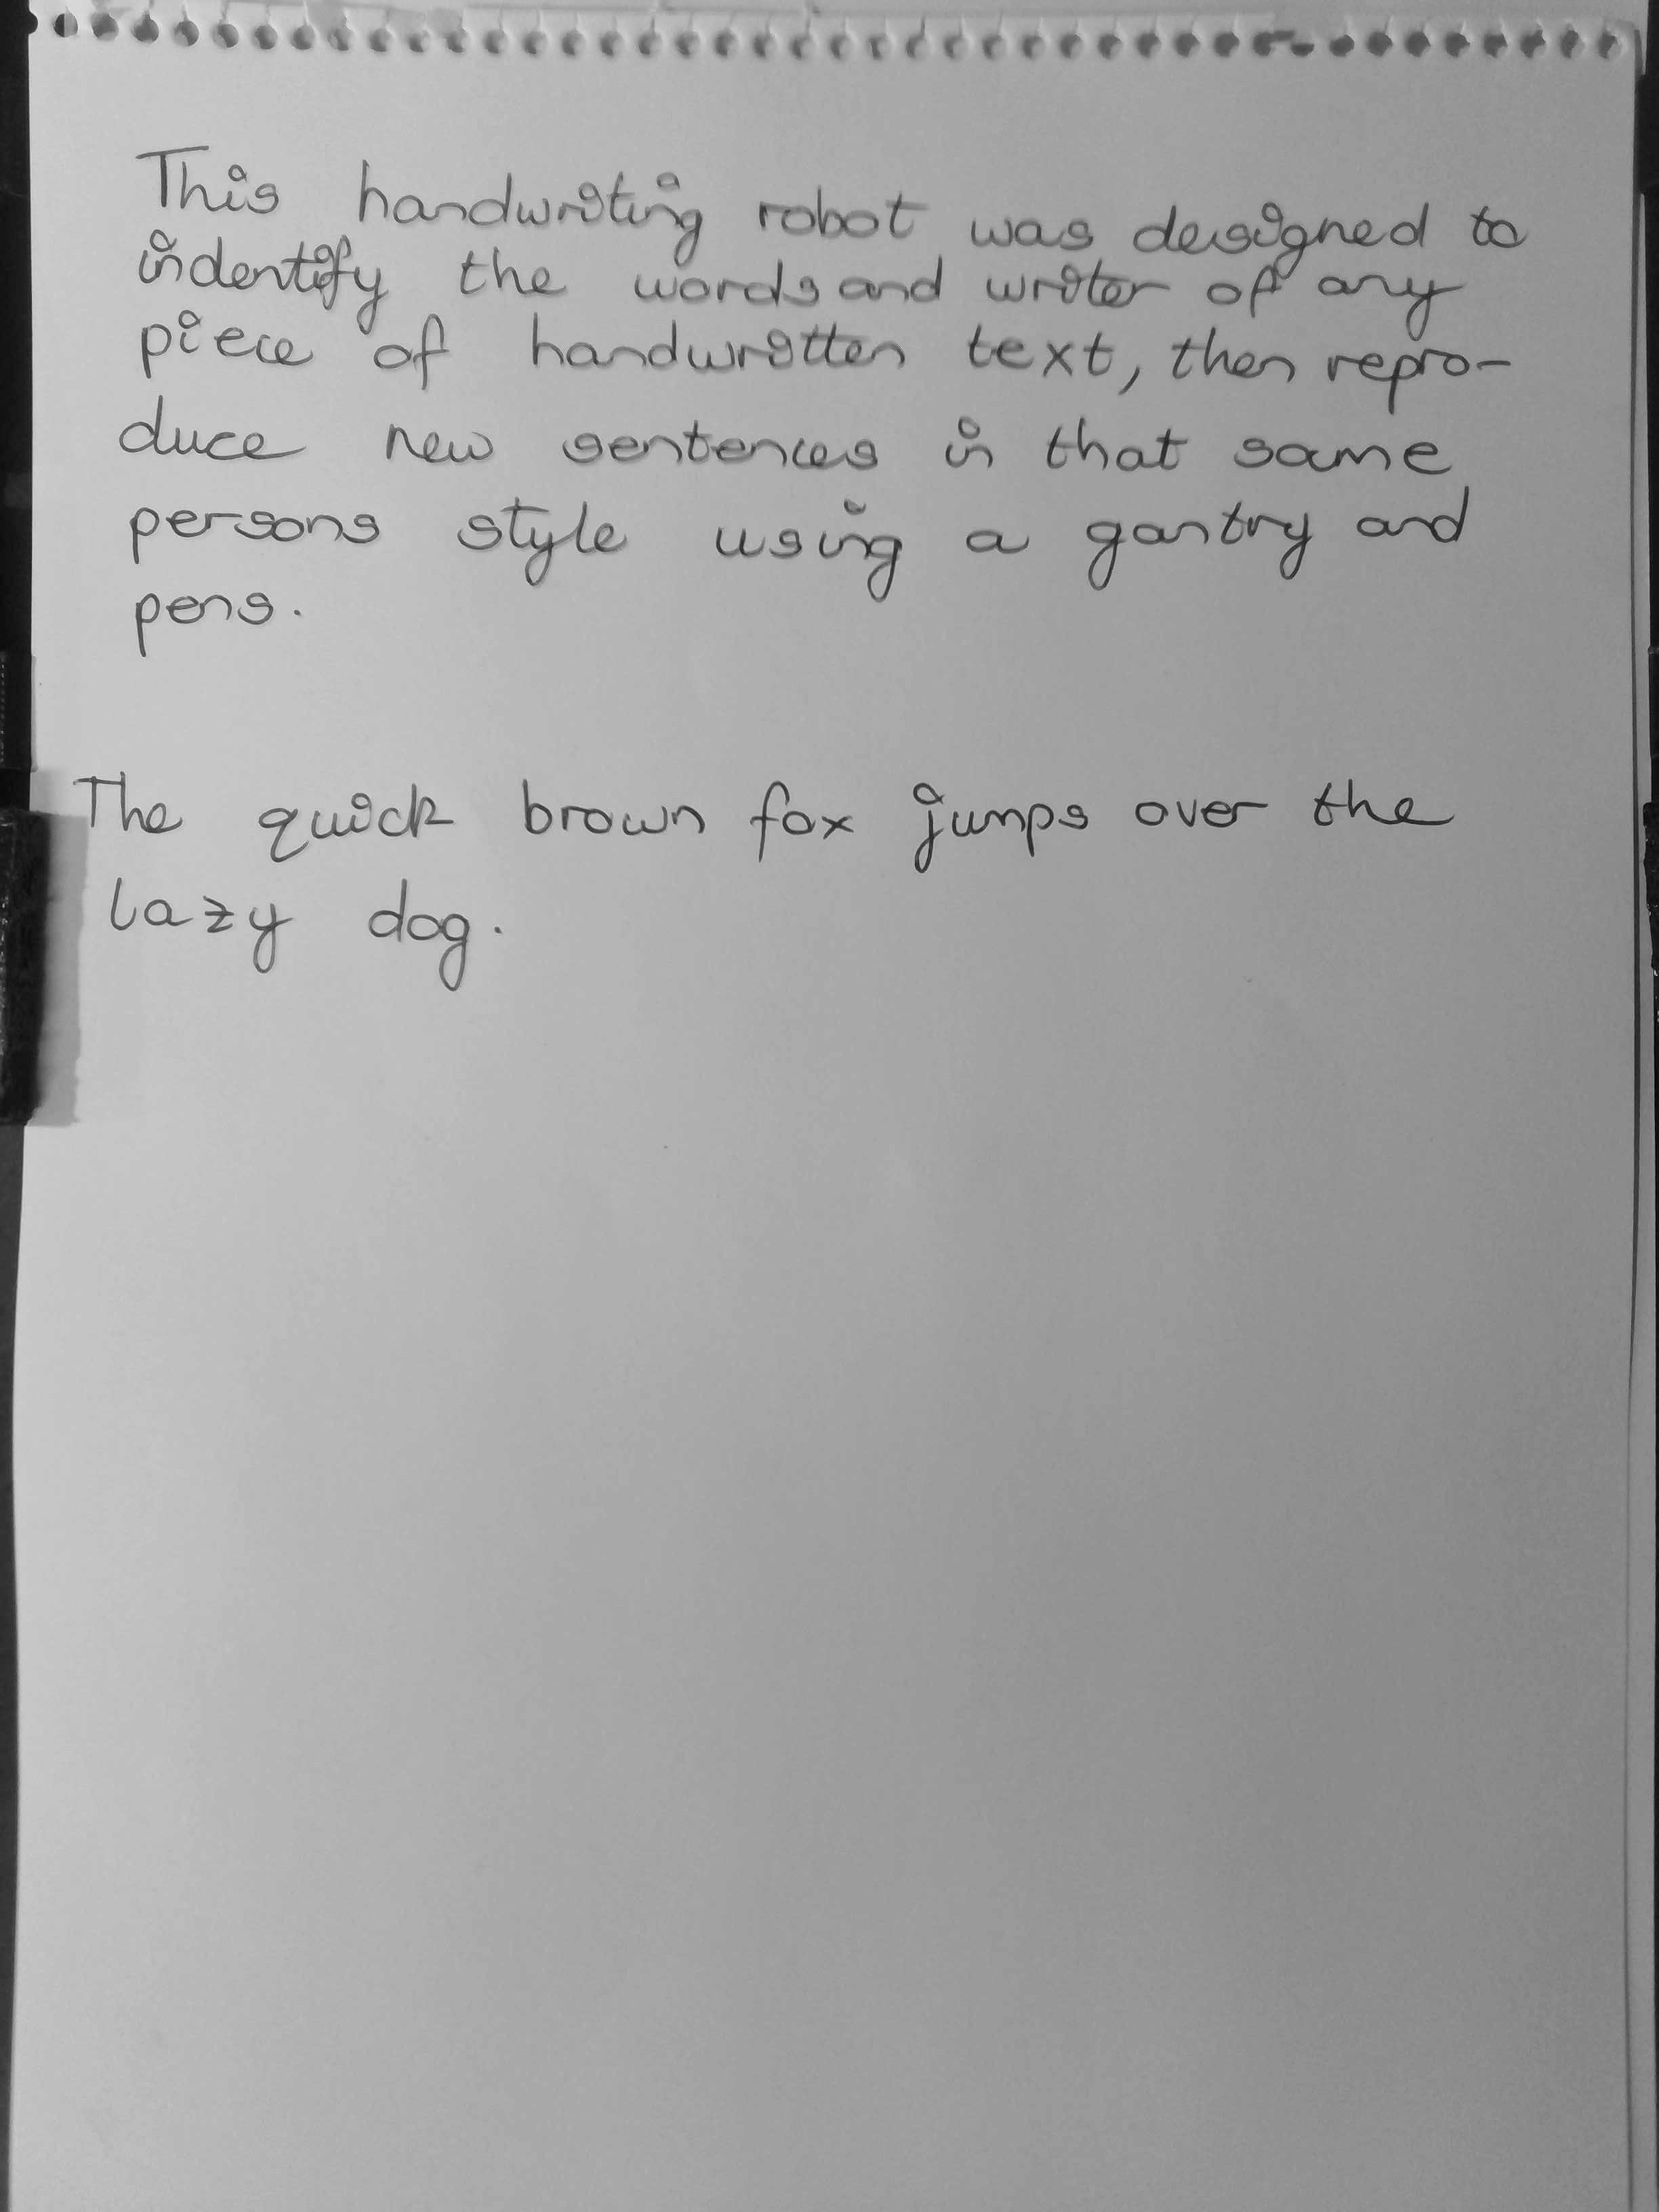 This handwriting robot was designed to
indentify the words and writer of any
piece of handwritten text, then repro-
duce new sentences in that same
persons style using a gantry and
pens.
The quick brown fox jumps over the
lazy dog.